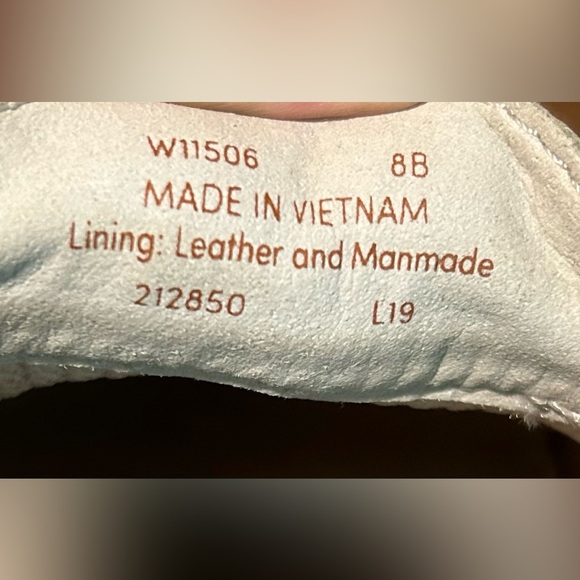 W11506 8B
MADE IN VIETNAM
Lining: Leather and Manmade
212850 L19